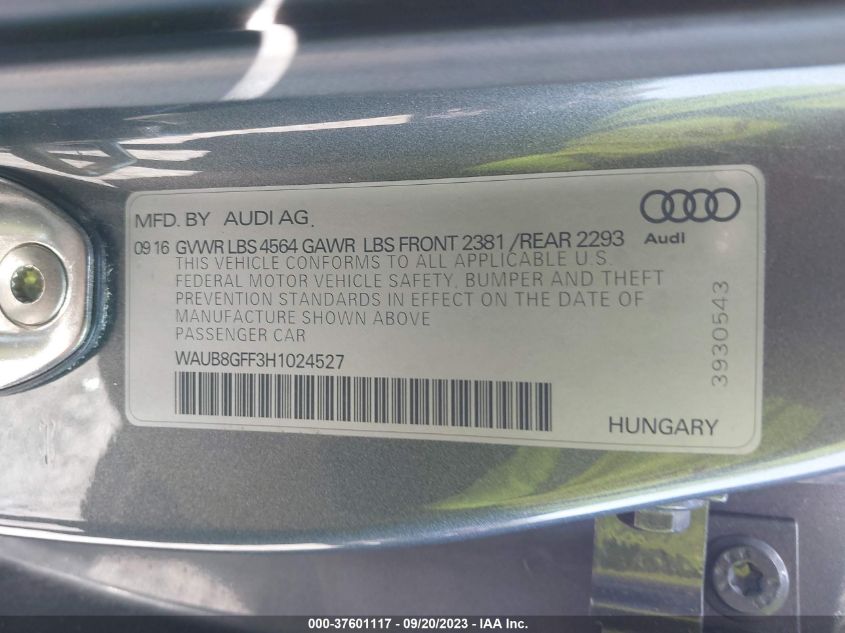 MFD. BY AUDI AG.
Audi
09 16 GVWR LBS 4564 GAWR LBS FRONT 2381 /REAR 2293
THIS VEHICLE CONFORMS TO ALL APPLICABLE U.S.
FEDERAL MOTOR VEHICLE SAFETY, BUMPER AND THEFT
PREVENTION STANDARDS IN EFFECT ON THE DATE OF
MANUFACTURE SHOWN ABOVE
PASSENGER CAR
WAUB8GFF3H1024527
3930543
HUNGARY
000-37601117 - 09/20/2023 - IAA Inc.